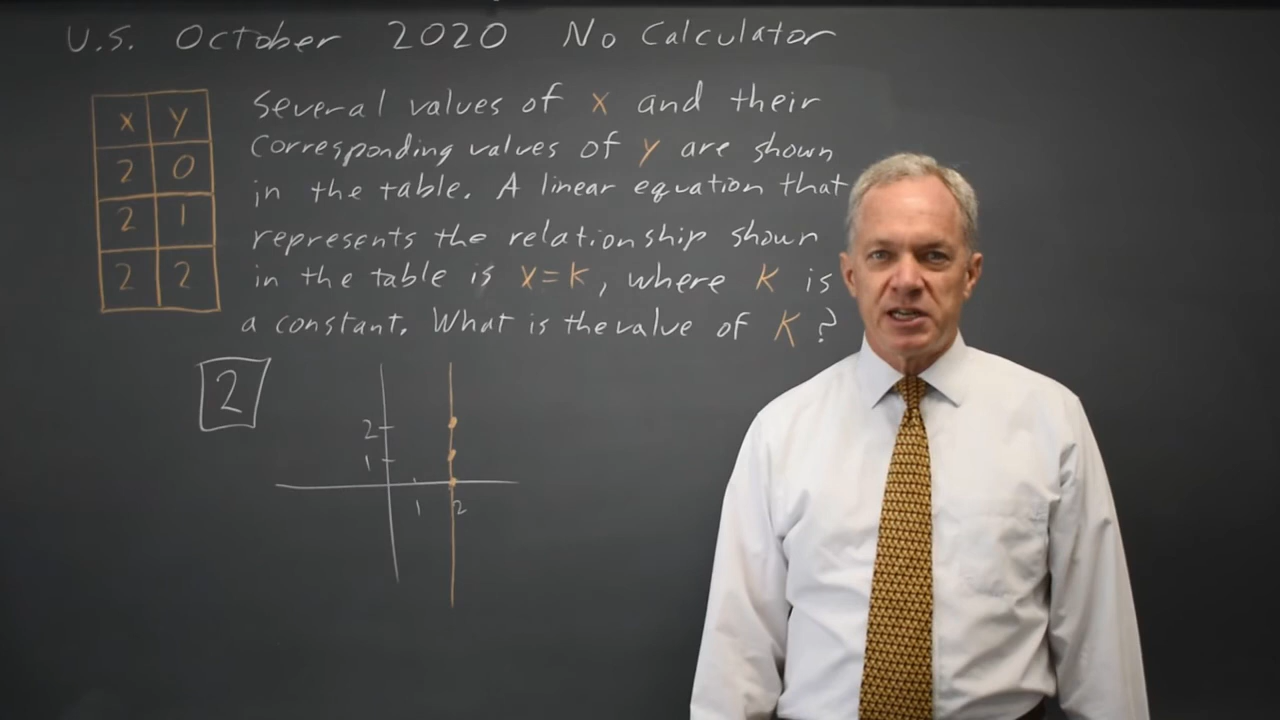 U.S. October 2020 No Calculator
x y
2 0
2 1
2 2
Several values of x and their
corresponding values of y are shown
in the table. A linear equation that
represents the relationship shown
in the table is x=k, where k is
a constant. What is the value of k?
2
2
1
1 2